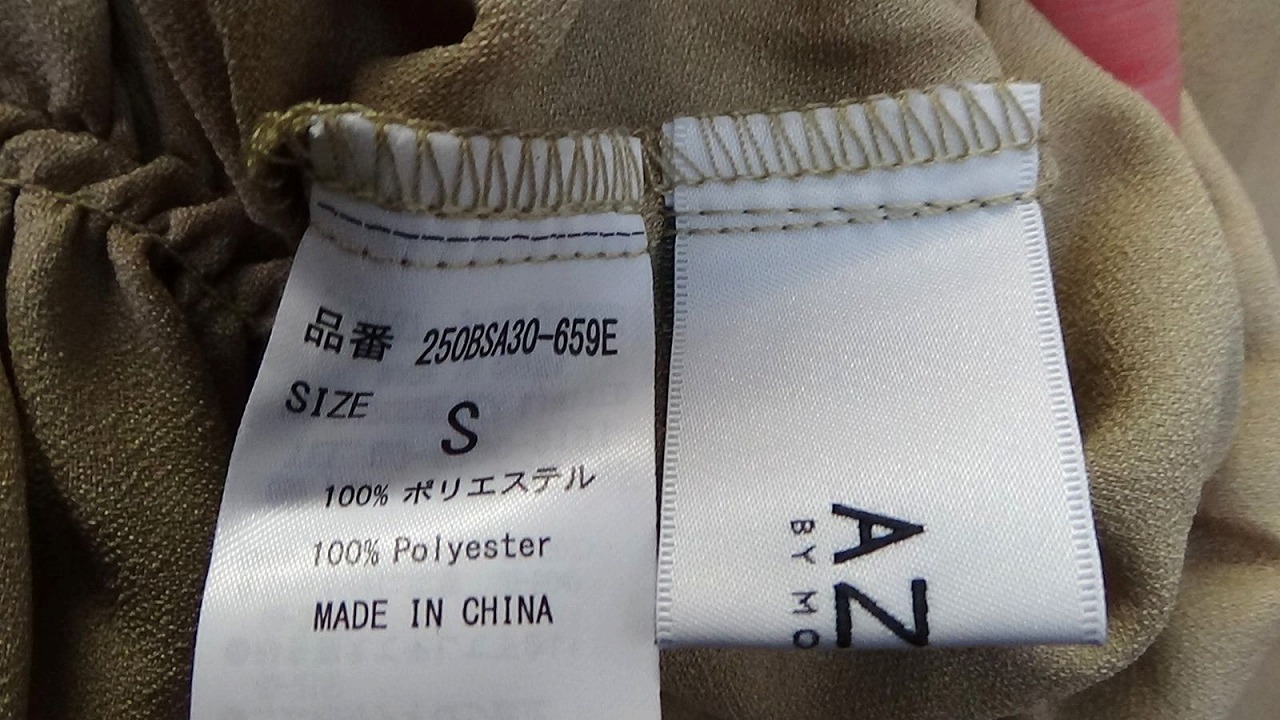 品番 250BSA30-659E
SIZE S
100% ポリエステル
100% Polyester
MADE IN CHINA
AZ
BY MO